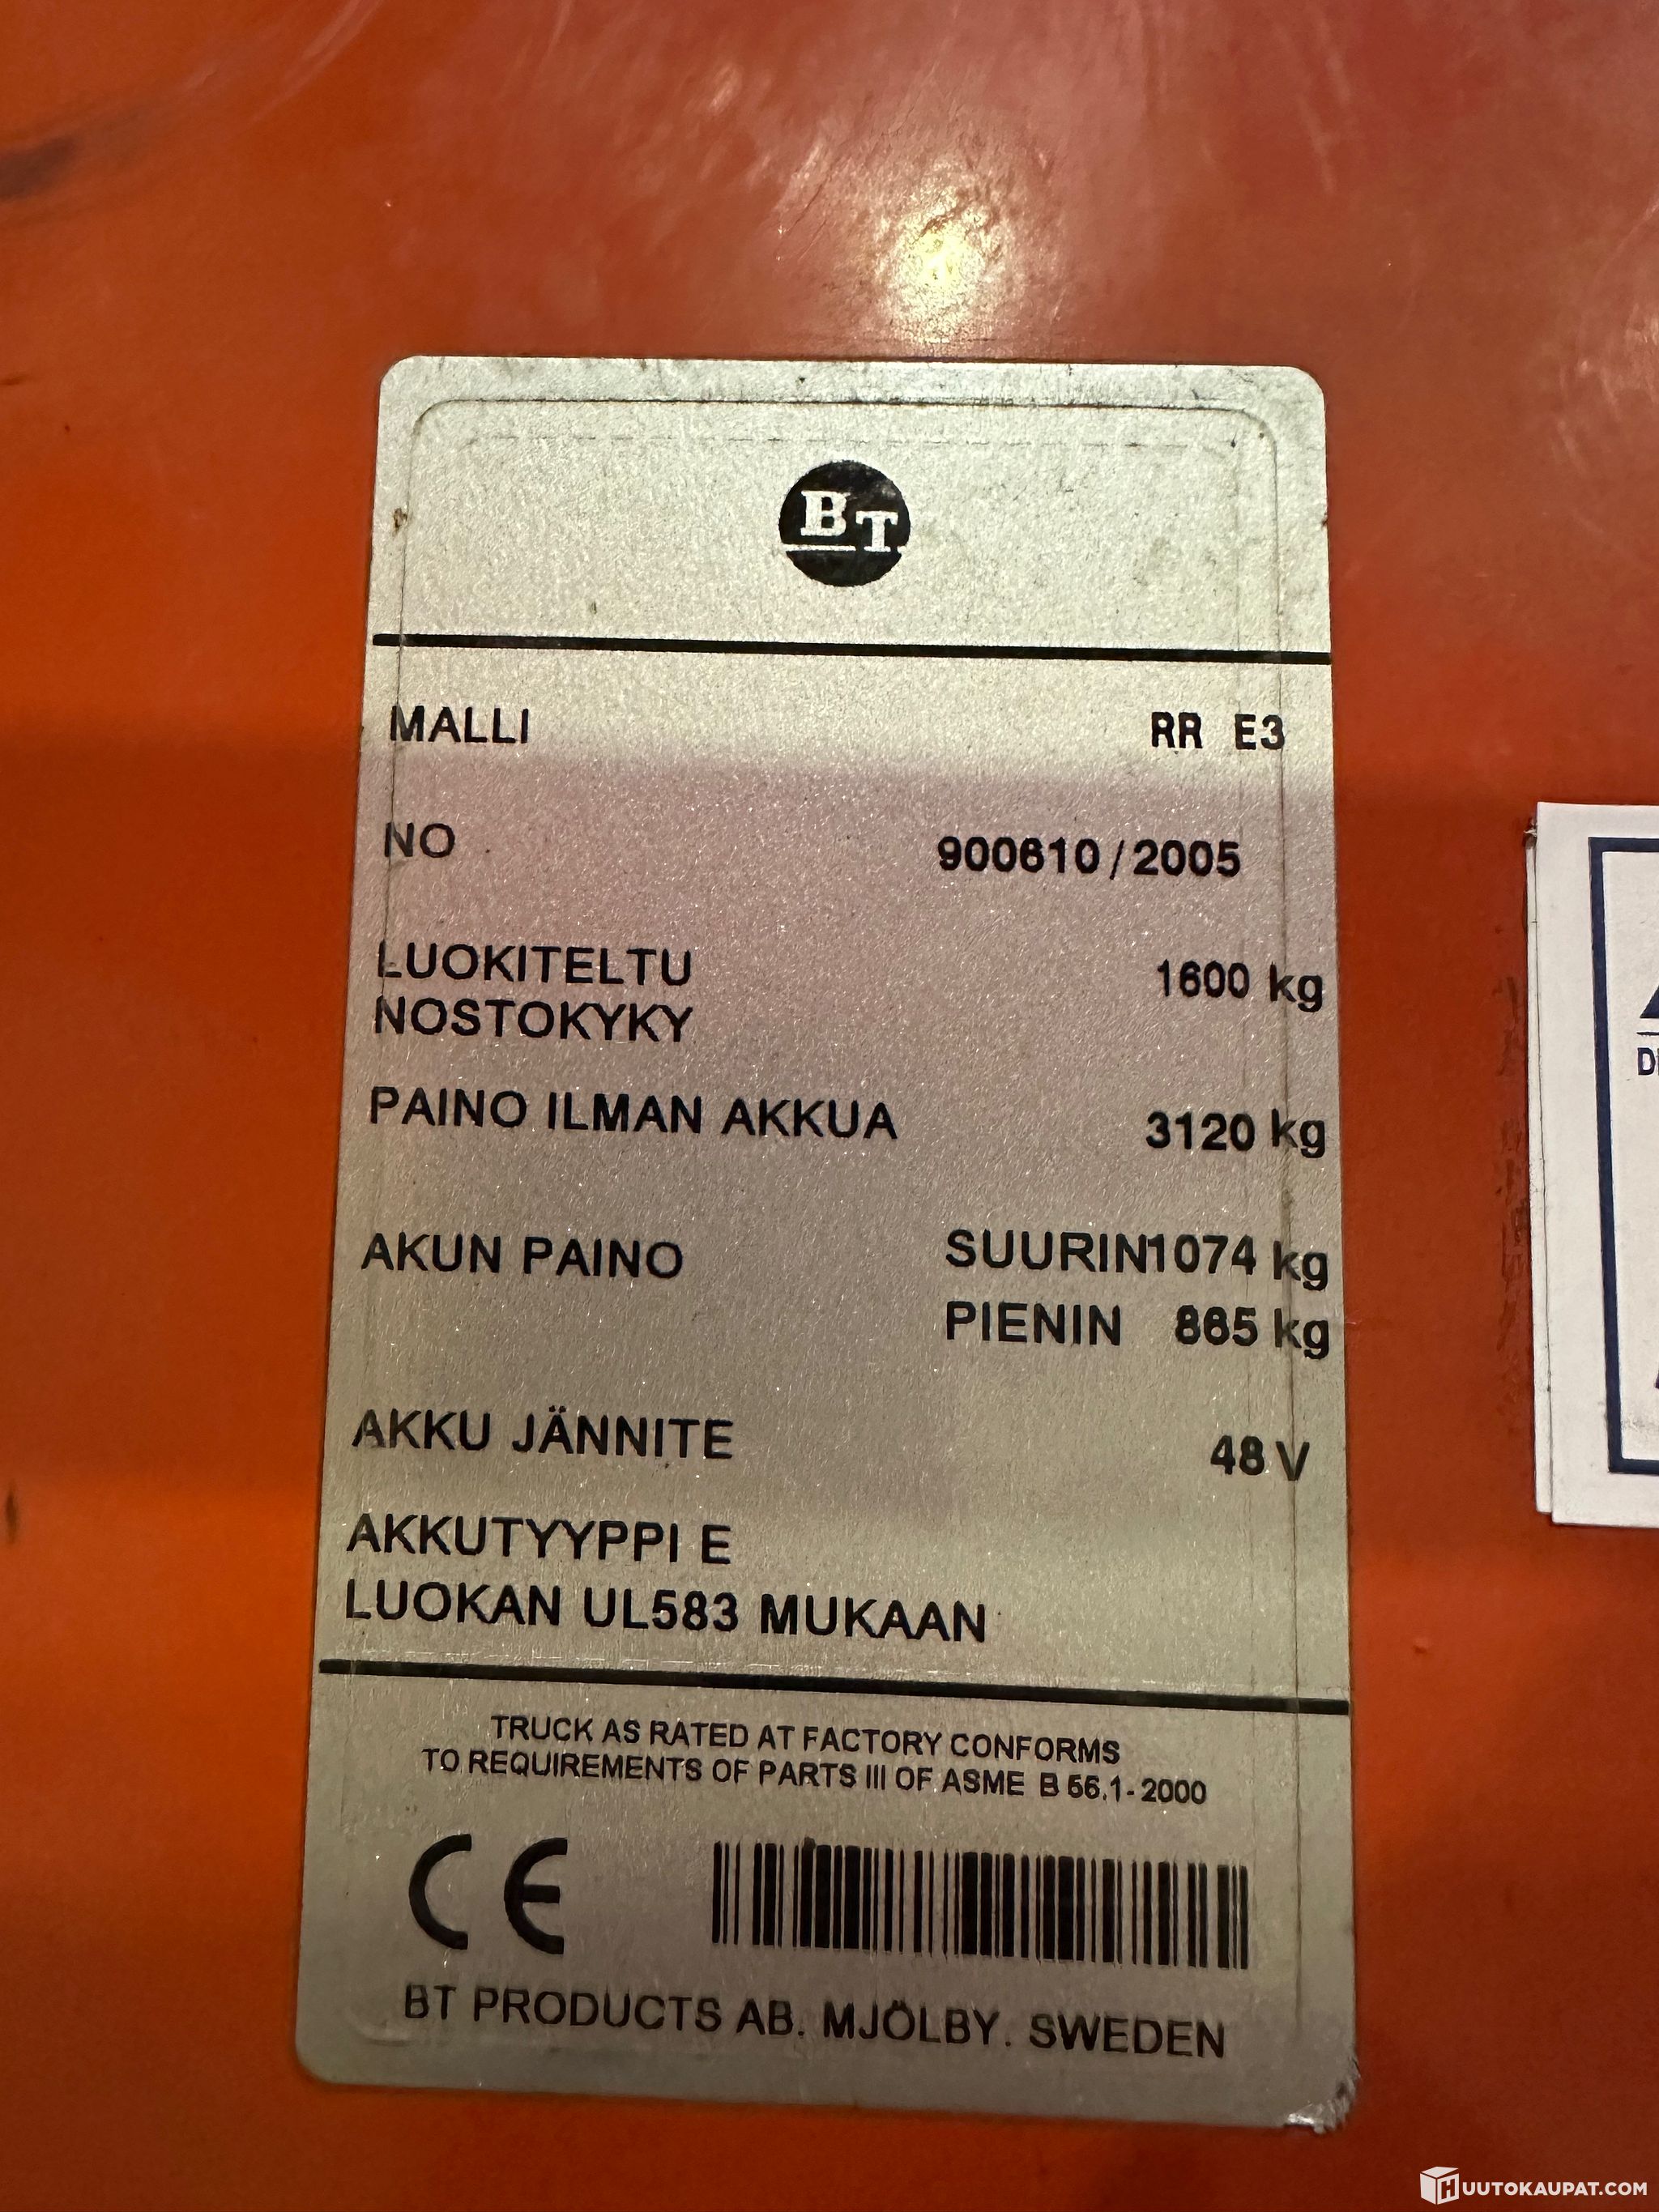 BT
MALLI RR E3
NO 900610/2005
LUOKITELTU
NOSTOKYKY 1600 kg
PAINO ILMAN AKKUA 3120 kg
AKUN PAINO SUURIN1074 kg
PIENIN 865 kg
AKKU JÄNNITE 48 V
AKKUTYYPPI E
LUOKAN UL583 MUKAAN
TRUCK AS RATED AT FACTORY CONFORMS
TO REQUIREMENTS OF PARTS III OF ASME B 56.1-2000
CE
BT PRODUCTS AB. MJÖLBY. SWEDEN
HUUTOKAUPAT.COM